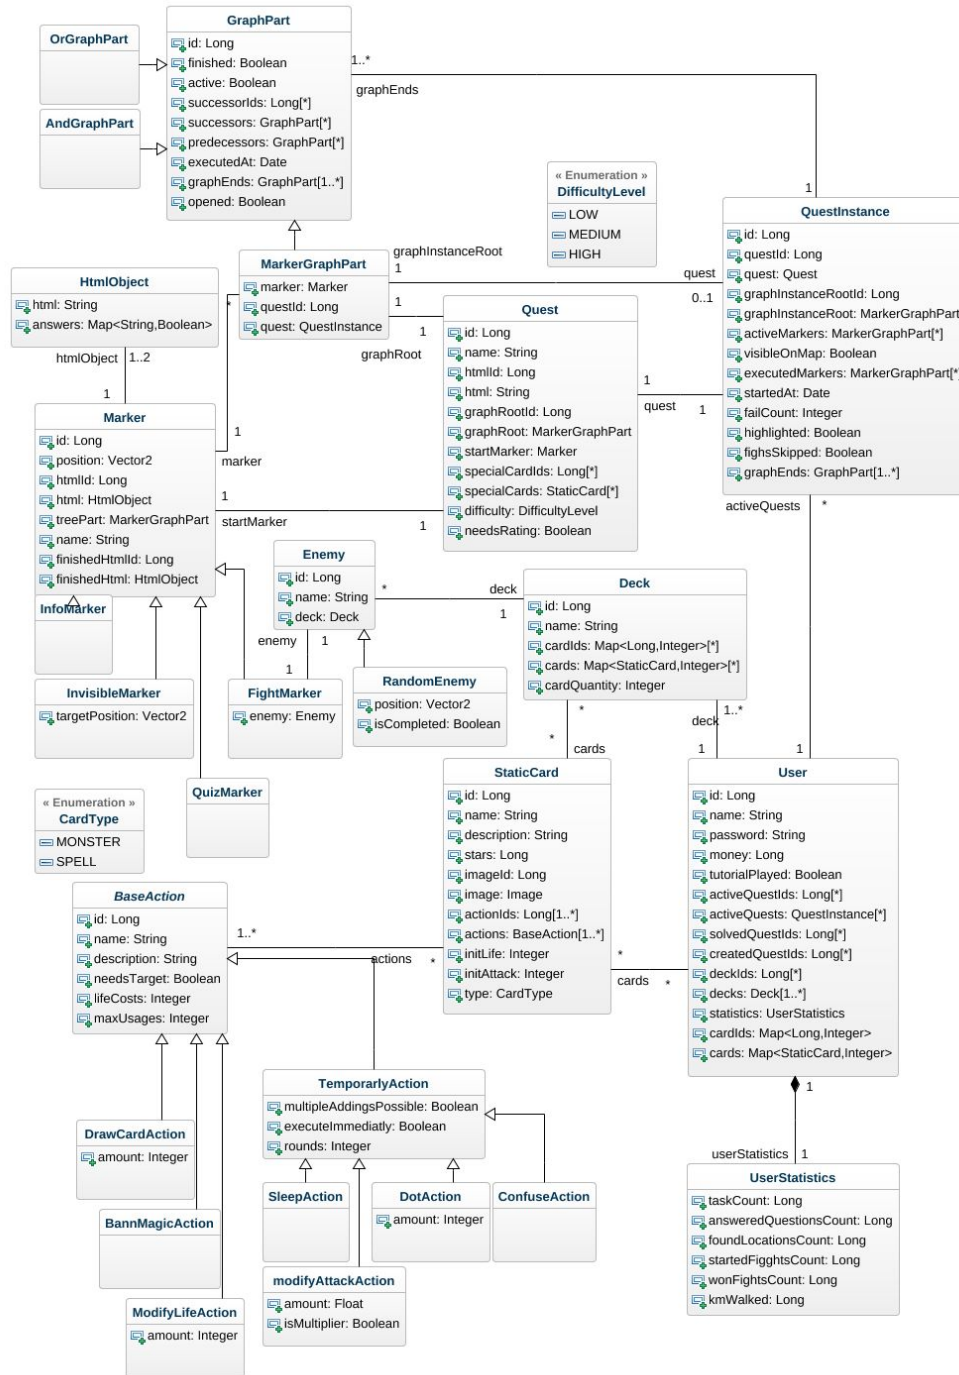 GraphPart
id: Long
finished: Boolean
active: Boolean
successorIds: Long[*]
successors: GraphPart[*]
predecessors: GraphPart[*]
executedAt: Date
graphEnds: GraphPart[1..*]
opened: Boolean
OrGraphPart
AndGraphPart
1..*
graphEnds
1
« Enumeration »
DifficultyLevel
LOW
MEDIUM
HIGH
QuestInstance
id: Long
questId: Long
quest: Quest
graphInstanceRootId: Long
graphInstanceRoot: MarkerGraphPart
activeMarkers: MarkerGraphPart[*]
visibleOnMap: Boolean
executedMarkers: MarkerGraphPart[*]
startedAt: Date
failCount: Integer
highlighted: Boolean
fighsSkipped: Boolean
graphEnds: GraphPart[1..*]
graphInstanceRoot
1
quest
0..1
MarkerGraphPart
marker: Marker
questId: Long
quest: QuestInstance
*
1
1
graphRoot
HtmlObject
html: String
answers: Map<String,Boolean>
htmlObject
1..2
1
Quest
id: Long
name: String
htmlId: Long
html: String
graphRootId: Long
graphRoot: MarkerGraphPart
startMarker: Marker
specialCardIds: Long[*]
specialCards: StaticCard[*]
difficulty: DifficultyLevel
needsRating: Boolean
1
quest
1
Marker
id: Long
position: Vector2
htmlId: Long
html: HtmlObject
treePart: MarkerGraphPart
name: String
finishedHtmlId: Long
finishedHtml: HtmlObject
1
marker
1
startMarker
1
activeQuests
*
InfoMarker
InvisibleMarker
targetPosition: Vector2
Enemy
id: Long
name: String
deck: Deck
*
deck
1
enemy
1
1
FightMarker
enemy: Enemy
RandomEnemy
position: Vector2
isCompleted: Boolean
Deck
id: Long
name: String
cardIds: Map<Long,Integer>[*]
cards: Map<StaticCard,Integer>[*]
cardQuantity: Integer
*
*
cards
1..*
deck
1
1
QuizMarker
« Enumeration »
CardType
MONSTER
SPELL
StaticCard
id: Long
name: String
description: String
stars: Long
imageId: Long
image: Image
actionIds: Long[1..*]
actions: BaseAction[1..*]
initLife: Integer
initAttack: Integer
type: CardType
User
id: Long
name: String
password: String
money: Long
tutorialPlayed: Boolean
activeQuestIds: Long[*]
activeQuests: QuestInstance[*]
solvedQuestIds: Long[*]
createdQuestIds: Long[*]
deckIds: Long[*]
decks: Deck[1..*]
statistics: UserStatistics
cardIds: Map<Long,Integer>
cards: Map<StaticCard,Integer>
*
cards
*
BaseAction
id: Long
name: String
description: String
needsTarget: Boolean
lifeCosts: Integer
maxUsages: Integer
1..*
actions
*
TemporarlyAction
multipleAddingsPossible: Boolean
executeImmediatly: Boolean
rounds: Integer
1
userStatistics
1
UserStatistics
taskCount: Long
answeredQuestionsCount: Long
foundLocationsCount: Long
startedFigghtsCount: Long
wonFightsCount: Long
kmWalked: Long
DrawCardAction
amount: Integer
BannMagicAction
ModifyLifeAction
amount: Integer
SleepAction
DotAction
amount: Integer
ConfuseAction
modifyAttackAction
amount: Float
isMultiplier: Boolean